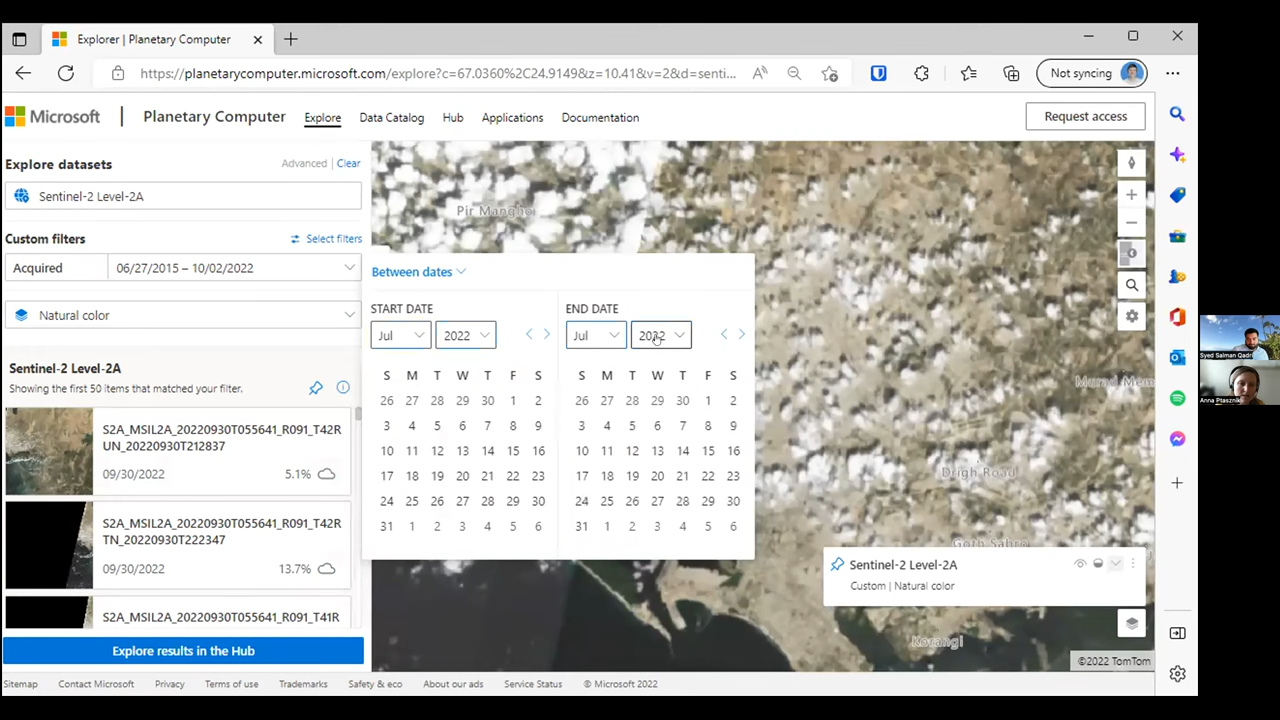 Explorer | Planetary Computer
https://planetarycomputer.microsoft.com/explore?c=67.0360%2C24.9149&z=10.41&v=2&d=senti...
Not syncing
Microsoft | Planetary Computer
Explore
Data Catalog
Hub
Applications
Documentation
Request access
Explore datasets
Advanced | Clear
Sentinel-2 Level-2A
Custom filters
Select filters
Acquired
06/27/2015 – 10/02/2022
Natural color
Sentinel-2 Level-2A
Showing the first 50 items that matched your filter.
S2A_MSIL2A_20220930T055641_R091_T42R
UN_20220930T212837
09/30/2022
5.1%
S2A_MSIL2A_20220930T055641_R091_T42R
TN_20220930T222347
09/30/2022
13.7%
S2A_MSIL2A_20220930T055641_R091_T41R
Explore results in the Hub
Between dates
START DATE
Jul
2022
S M T W T F S
26 27 28 29 30 1 2
3 4 5 6 7 8 9
10 11 12 13 14 15 16
17 18 19 20 21 22 23
24 25 26 27 28 29 30
31 1 2 3 4 5 6
END DATE
Jul
2022
S M T W T F S
26 27 28 29 30 1 2
3 4 5 6 7 8 9
10 11 12 13 14 15 16
17 18 19 20 21 22 23
24 25 26 27 28 29 30
31 1 2 3 4 5 6
Pir Manghoi
Drigh Road
Korangi
Sentinel-2 Level-2A
Custom | Natural color
©2022 TomTom
Sitemap
Contact Microsoft
Privacy
Terms of use
Trademarks
Safety & eco
About our ads
Service Status
© Microsoft 2022
Syed Salman Qadri
Anna Ptasznik